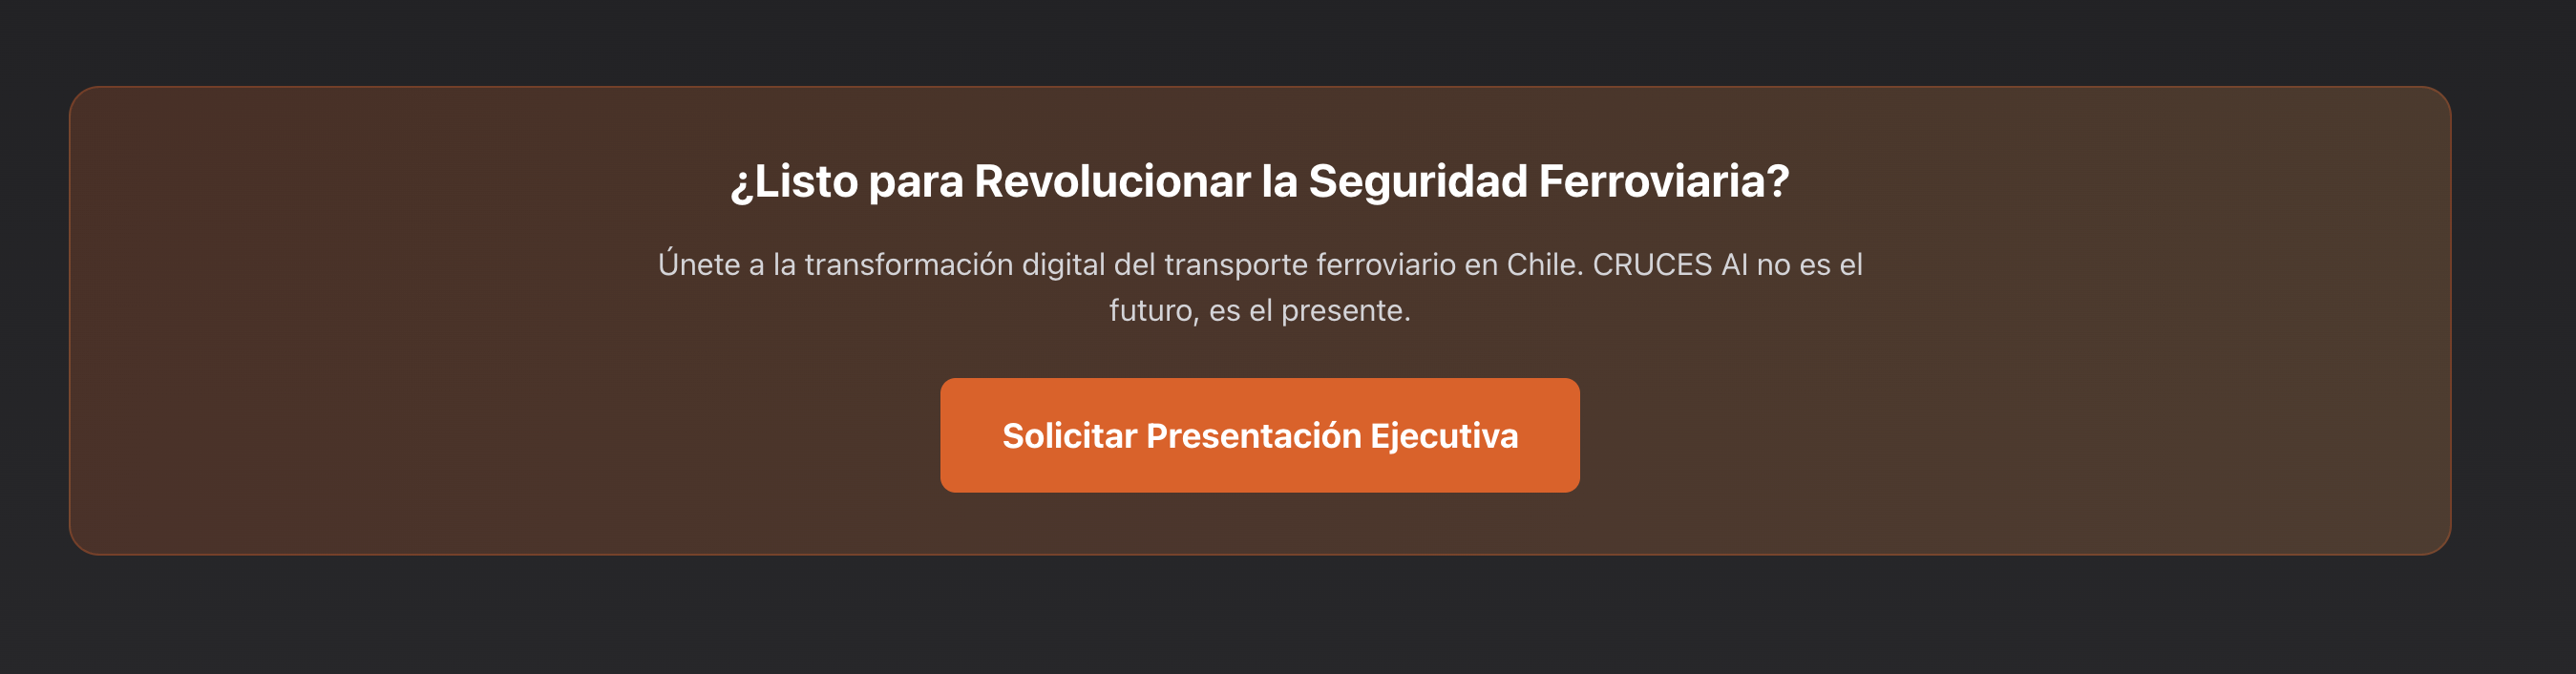 ¿Listo para Revolucionar la Seguridad Ferroviaria?
Únete a la transformación digital del transporte ferroviario en Chile. CRUCES AI no es el
futuro, es el presente.
Solicitar Presentación Ejecutiva